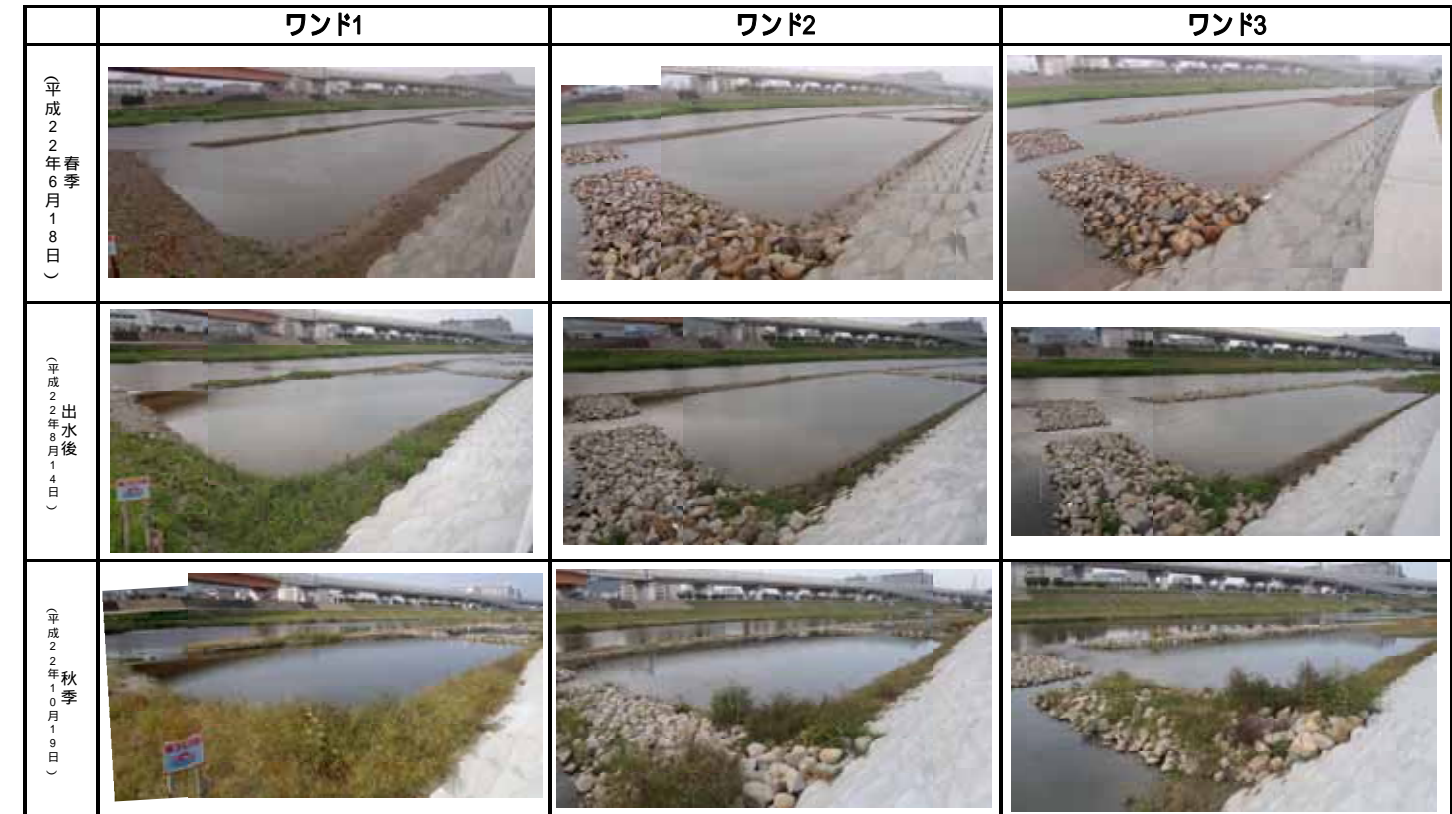 ワンド1
ワンド2
ワンド3
春季
(平成22年6月18日)
出水後
(平成22年8月14日)
秋季
(平成22年10月19日)